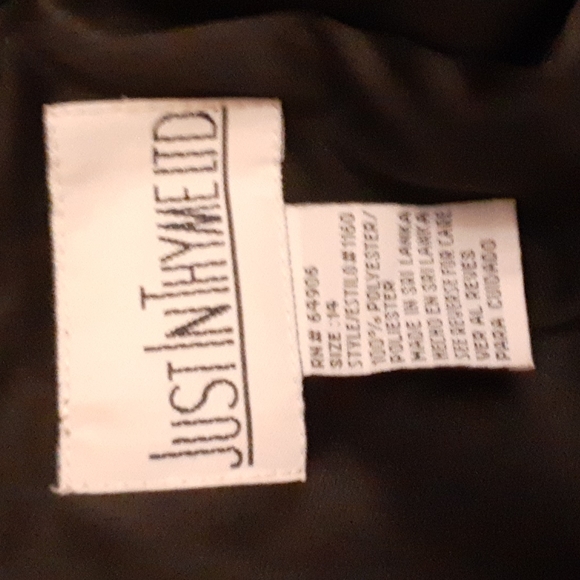 JUST IN THYME LTD
RN# 64906
SIZE: 14
STYLE/ESTILO#1160
100% POLYESTER/
POLIESTER
MADE IN SRI LANKA
HECHO EN SRI LANKA
SEE REVERSE FOR CARE
VER AL REVES
PARA CUIDADO